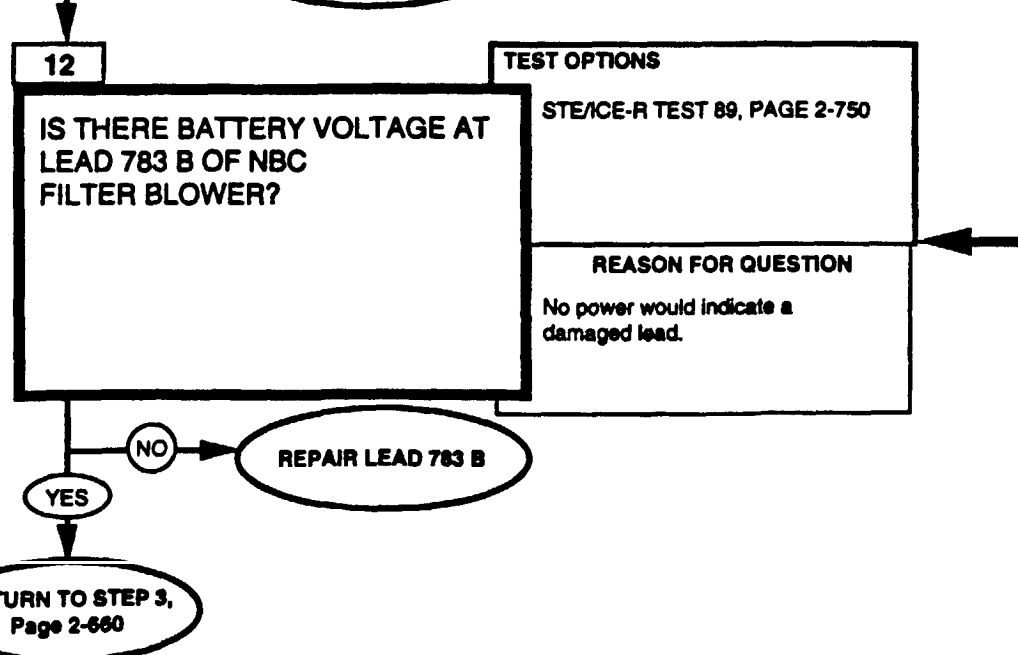 12
IS THERE BATTERY VOLTAGE AT
LEAD 783 B OF NBC
FILTER BLOWER?
TEST OPTIONS
STE/ICE-R TEST 89, PAGE 2-750
REASON FOR QUESTION
No power would indicate a
damaged lead.
NO
REPAIR LEAD 783 B
YES
TURN TO STEP 3,
Page 2-660